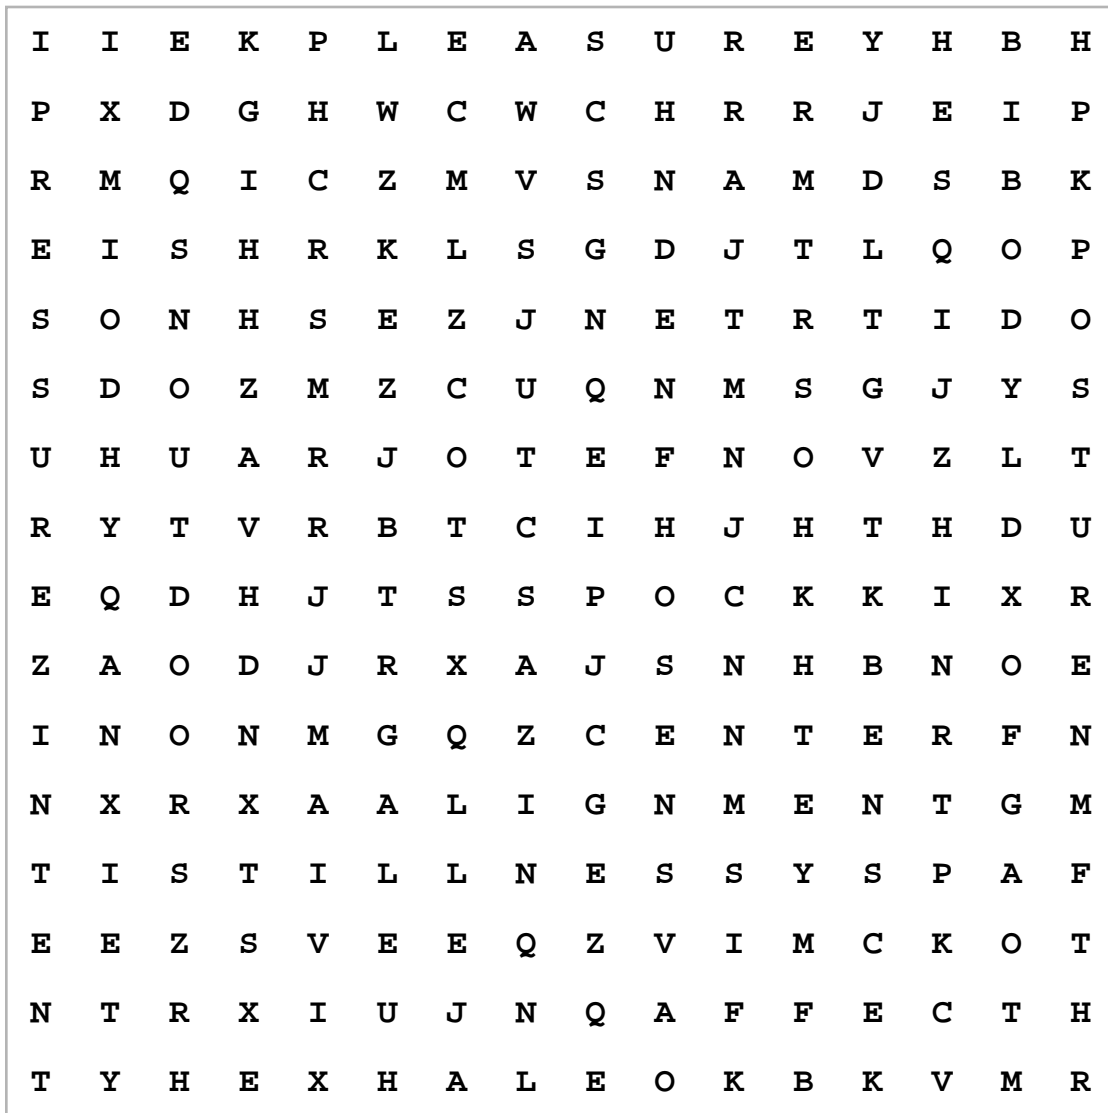 I I E K P L E A S U R E Y H B H
P X D G H W C W C H R R J E I P
R M Q I C Z M V S N A M D S B K
E I S H R K L S G D J T L Q O P
S O N H S E Z J N E T R T I D O
S D O Z M Z C U Q N M S G J Y S
U H U A R J O T E F N O V Z L T
R Y T V R B T C I H J H T H D U
E Q D H J T S S P O C K K I X R
Z A O D J R X A J S N H B N O E
I N O N M G Q Z C E N T E R F N
N X R X A A L I G N M E N T G M
T I S T I L L N E S S Y S P A F
E E Z S V E E Q Z V I M C K O T
N T R X I U J N Q A F F E C T H
T Y H E X H A L E O K B K V M R